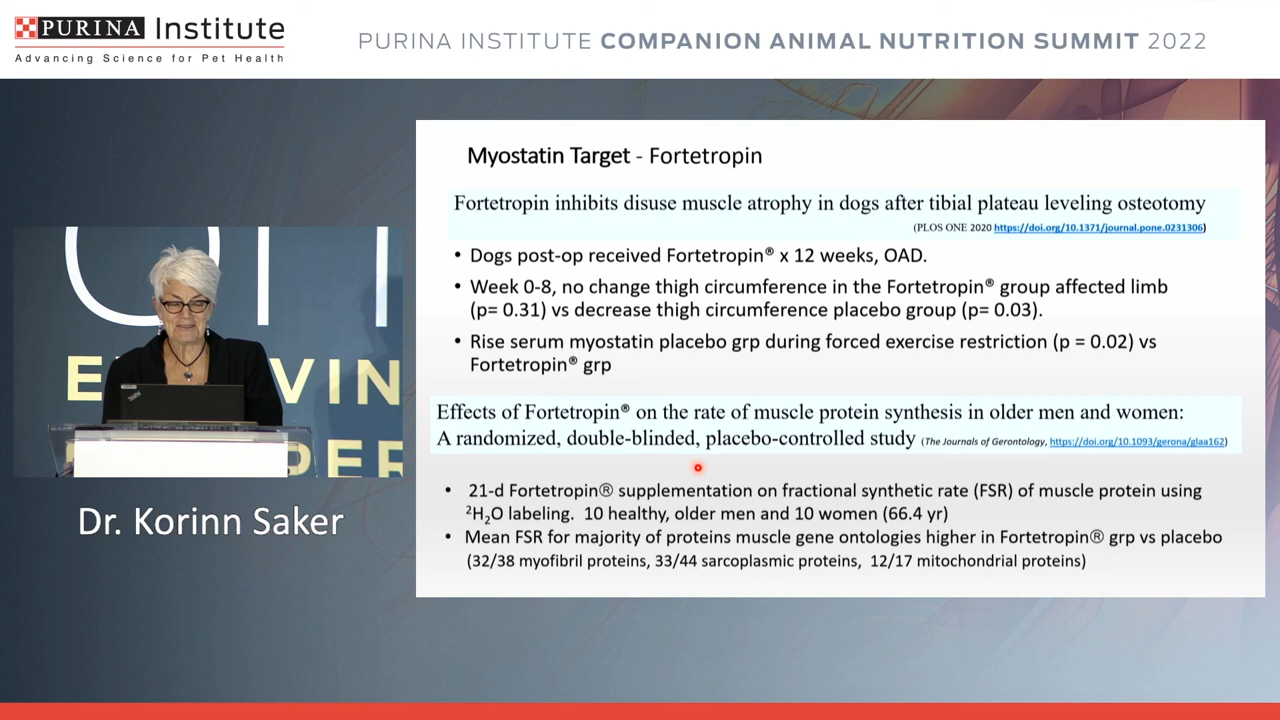 PURINA Institute
Advancing Science for Pet Health
PURINA INSTITUTE COMPANION ANIMAL NUTRITION SUMMIT 2022
Myostatin Target - Fortetropin
Fortetropin inhibits disuse muscle atrophy in dogs after tibial plateau leveling osteotomy
(PLOS ONE 2020 https://doi.org/10.1371/journal.pone.0231306)
• Dogs post-op received Fortetropin® x 12 weeks, OAD.
• Week 0-8, no change thigh circumference in the Fortetropin® group affected limb
(p= 0.31) vs decrease thigh circumference placebo group (p= 0.03).
• Rise serum myostatin placebo grp during forced exercise restriction (p = 0.02) vs
Fortetropin® grp
Effects of Fortetropin® on the rate of muscle protein synthesis in older men and women:
A randomized, double-blinded, placebo-controlled study (The Journals of Gerontology, https://doi.org/10.1093/gerona/glaa162)
• 21-d Fortetropin® supplementation on fractional synthetic rate (FSR) of muscle protein using
²H₂O labeling. 10 healthy, older men and 10 women (66.4 yr)
• Mean FSR for majority of proteins muscle gene ontologies higher in Fortetropin® grp vs placebo
(32/38 myofibril proteins, 33/44 sarcoplasmic proteins, 12/17 mitochondrial proteins)
Dr. Korinn Saker